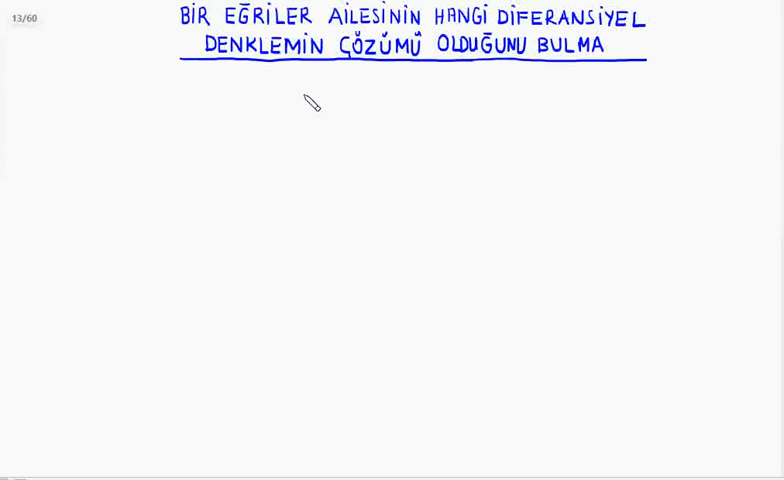 13/60
BİR EĞRİLER AİLESİNİN HANGİ DİFERANSİYEL
DENKLEMİN ÇÖZÜMÜ OLDUĞUNU BULMA